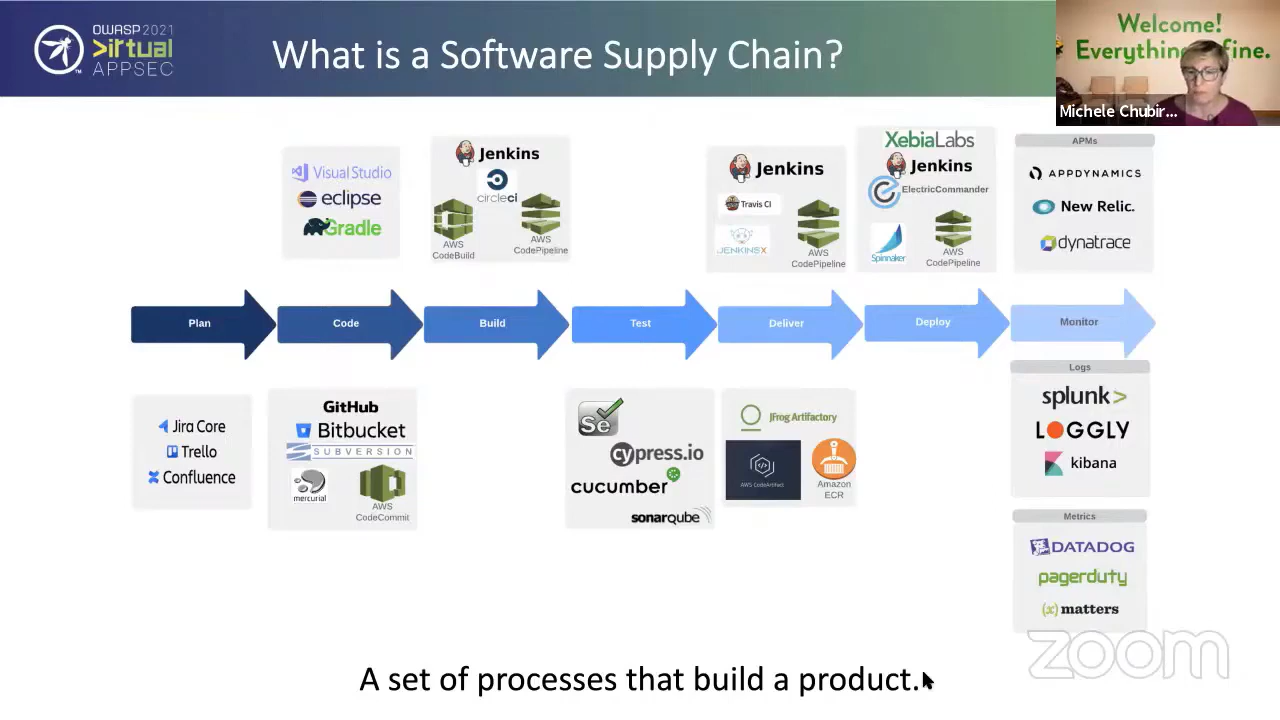 OWASP 2021
>irtual
APPSEC
What is a Software Supply Chain?
Welcome!
Everything
fine.
Michele Chubir...
Visual Studio
eclipse
Gradle
Jenkins
circleci
AWS
CodeBuild
AWS
CodePipeline
Jenkins
Travis CI
JENKINS X
AWS
CodePipeline
XebiaLabs
Jenkins
ElectricCommander
Spinnaker
AWS
CodePipeline
APMs
APPDYNAMICS
New Relic.
dynatrace
Plan
Code
Build
Test
Deliver
Deploy
Monitor
Jira Core
Trello
Confluence
GitHub
Bitbucket
SUBVERSION
mercurial
AWS
CodeCommit
Se
cypress.io
cucumber
sonarqube
JFrog Artifactory
AWS CodeArtifact
Amazon
ECR
Logs
splunk>
LOGGLY
kibana
Metrics
DATADOG
pagerduty
(x) matters
zoom
A set of processes that build a product.